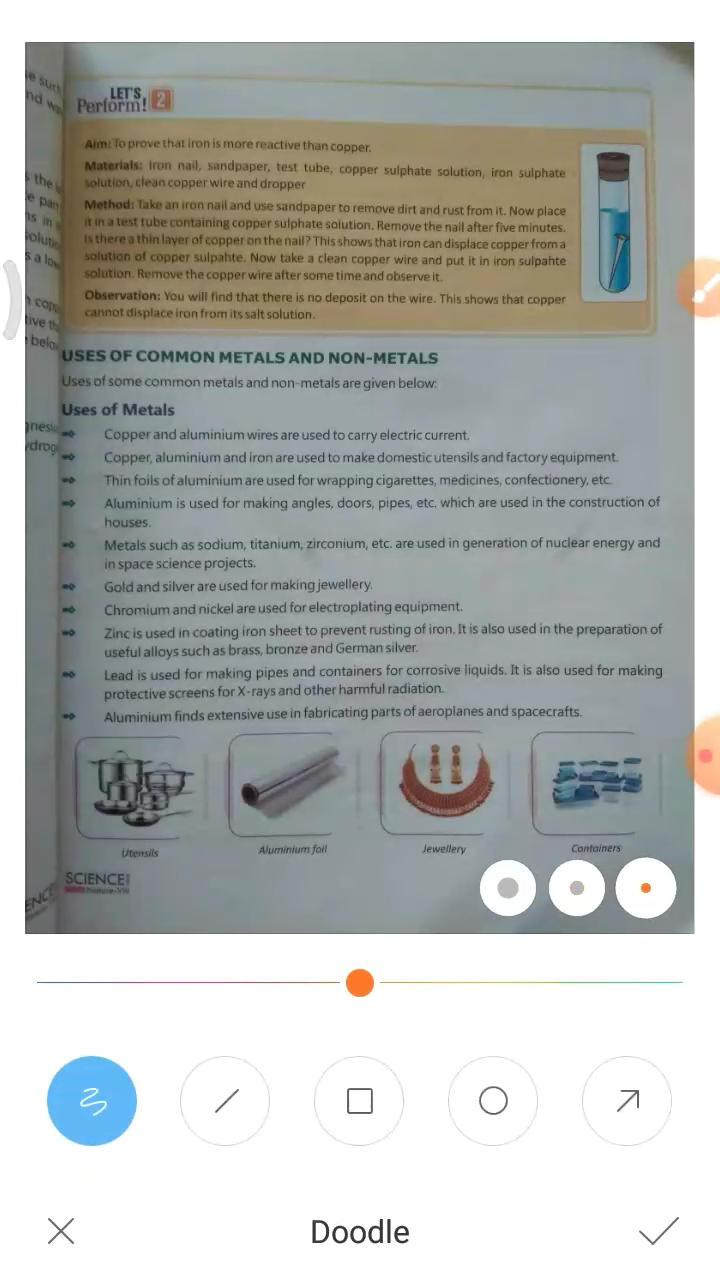 e such
LET'S
Perform! 2
Aim: To prove that iron is more reactive than copper.
Materials: Iron nail, sandpaper, test tube, copper sulphate solution, iron sulphate
solution, clean copper wire and dropper
Method: Take an iron nail and use sandpaper to remove dirt and rust from it. Now place
it in a test tube containing copper sulphate solution. Remove the nail after five minutes.
Is there a thin layer of copper on the nail? This shows that iron can displace copper from a
solution of copper sulpahte. Now take a clean copper wire and put it in iron sulpahte
solution. Remove the copper wire after some time and observe it.
Observation: You will find that there is no deposit on the wire. This shows that copper
cannot displace iron from its salt solution.
USES OF COMMON METALS AND NON-METALS
Uses of some common metals and non-metals are given below:
Uses of Metals
Copper and aluminium wires are used to carry electric current.
Copper, aluminium and iron are used to make domestic utensils and factory equipment.
Thin foils of aluminium are used for wrapping cigarettes, medicines, confectionery, etc.
Aluminium is used for making angles, doors, pipes, etc. which are used in the construction of
houses.
Metals such as sodium, titanium, zirconium, etc. are used in generation of nuclear energy and
in space science projects.
Gold and silver are used for making jewellery.
Chromium and nickel are used for electroplating equipment.
Zinc is used in coating iron sheet to prevent rusting of iron. It is also used in the preparation of
useful alloys such as brass, bronze and German silver.
Lead is used for making pipes and containers for corrosive liquids. It is also used for making
protective screens for X-rays and other harmful radiation.
Aluminium finds extensive use in fabricating parts of aeroplanes and spacecrafts.
Utensils
Aluminium foil
Jewellery
Containers
SCIENCE
Doodle